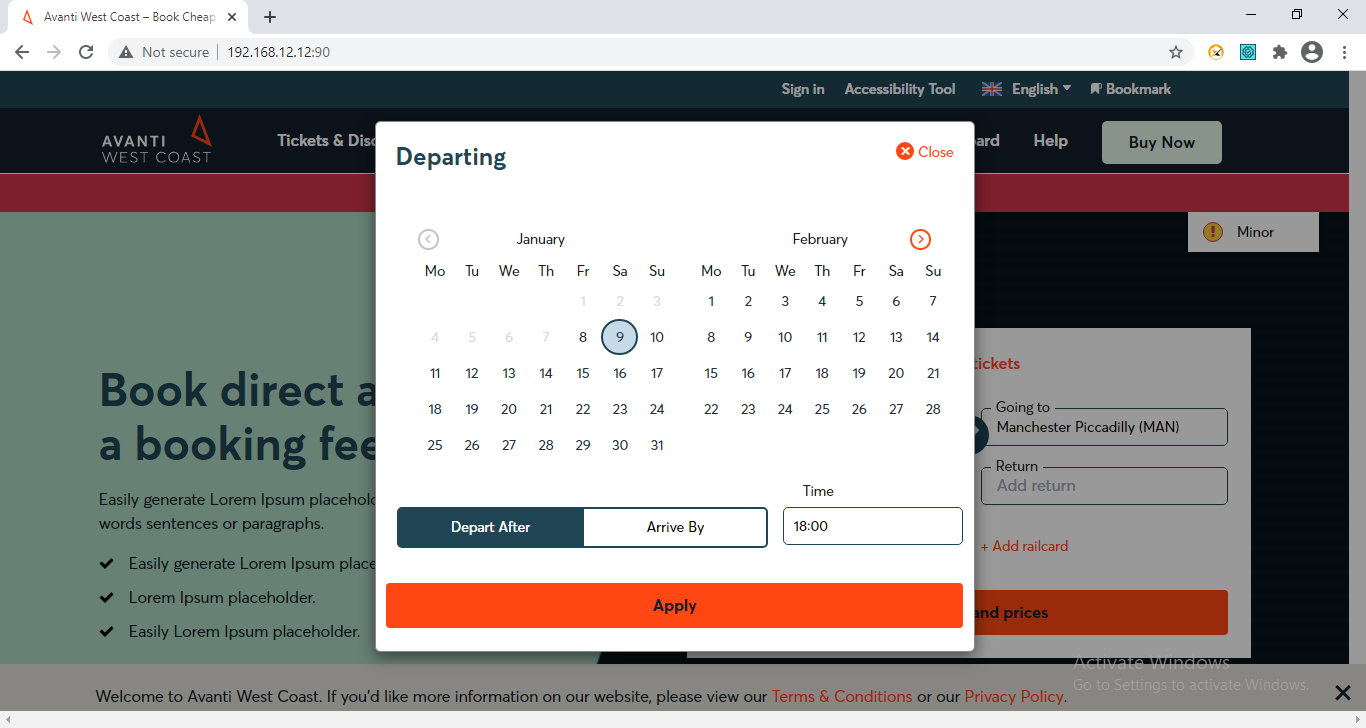 Avanti West Coast – Book Cheap
Not secure 192.168.12.12:90
Sign in Accessibility Tool English Bookmark
AVANTI
WEST COAST
Tickets & Disc
Help
Buy Now
Departing
Close
Minor
January February
Mo Tu We Th Fr Sa Su Mo Tu We Th Fr Sa Su
1 2 3 1 2 3 4 5 6 7
4 5 6 7 8 9 10 8 9 10 11 12 13 14
11 12 13 14 15 16 17 15 16 17 18 19 20 21
18 19 20 21 22 23 24 22 23 24 25 26 27 28
25 26 27 28 29 30 31
Time
Depart After Arrive By 18:00
Apply
Book direct a
a booking fee
Easily generate Lorem Ipsum placehold
words sentences or paragraphs.
Easily generate Lorem Ipsum place
Lorem Ipsum placeholder.
Easily Lorem Ipsum placeholder.
tickets
Going to
Manchester Piccadilly (MAN)
Return
Add return
+ Add railcard
and prices
Activate Windows
Go to Settings to activate Windows.
Welcome to Avanti West Coast. If you'd like more information on our website, please view our Terms & Conditions or our Privacy Policy.